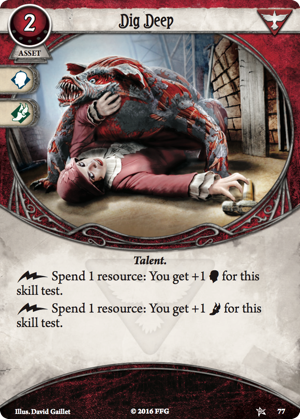 2
Dig Deep
ASSET
Talent.
Spend 1 resource: You get +1 for this
skill test.
Spend 1 resource: You get +1 for this
skill test.
Illus. David Gaillet
© 2016 FFG
77